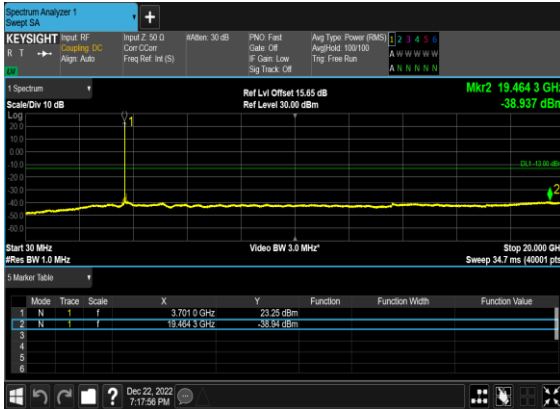 Spectrum Analyzer 1
Swept SA
+
KEYSIGHT Input: RF Input Z: 50 Ω #Atten: 30 dB PNO: Fast Avg Type: Power (RMS) 1 2 3 4 5 6
R T Coupling: DC Corr CCorr Gate: Off Avg|Hold: 100/100 A W W W W W
Align: Auto Freq Ref: Int (S) IF Gain: Low Trig: Free Run
Sig Track: Off A N N N N N
1 Spectrum Ref Lvl Offset 15.65 dB Mkr2 19.464 3 GHz
Scale/Div 10 dB Ref Level 30.00 dBm -38.937 dBm
Log
20.0
10.0
0.00
-10.0
-20.0
-30.0
-40.0
-50.0
-60.0
1
DL1 -13.00 dBm
2
Start 30 MHz Video BW 3.0 MHz* Stop 20.000 GH
#Res BW 1.0 MHz Sweep 34.7 ms (40001 pts
5 Marker Table
Mode Trace Scale X Y Function Function Width Function Value
1 N 1 f 3.701 0 GHz 23.25 dBm
2 N 1 f 19.464 3 GHz -38.94 dBm
3
4
5
6
? Dec 22, 2022
7:17:56 PM